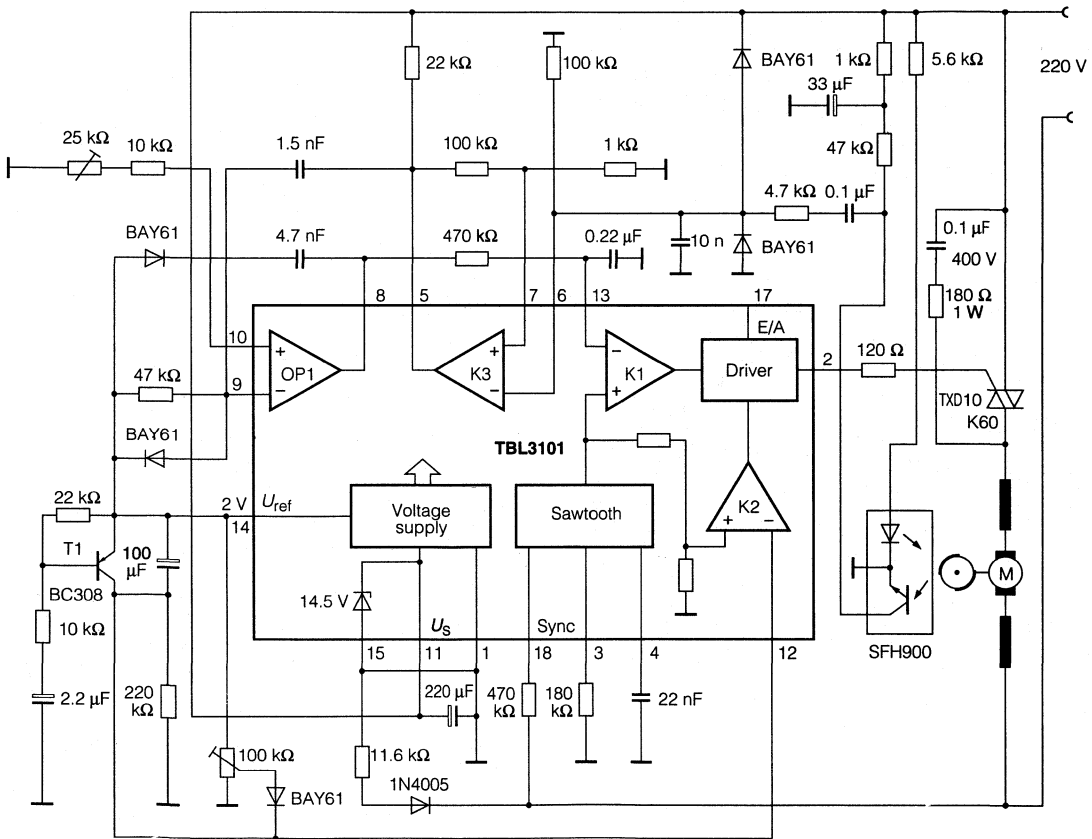 BAY61
1 kΩ
5.6 kΩ
220 V
22 kΩ
100 kΩ
33 µF
25 kΩ
10 kΩ
1.5 nF
100 kΩ
1 kΩ
47 kΩ
4.7 kΩ
0.1 µF
BAY61
4.7 nF
470 kΩ
0.22 µF
10 n
BAY61
0.1 µF
400 V
8
5
7
6
13
17
180 Ω
1 W
E/A
10
+
OP1
−
9
+
K3
−
−
K1
+
Driver
2
120 Ω
47 kΩ
TXD10
K60
BAY61
TBL3101
22 kΩ
2 V
14
Uref
Voltage
supply
Sawtooth
K2
+
−
T1
BC308
100
µF
14.5 V
M
10 kΩ
US
Sync
SFH900
15
11
1
18
3
4
12
2.2 µF
220
kΩ
220 µF
470
kΩ
180
kΩ
22 nF
100 kΩ
11.6 kΩ
BAY61
1N4005